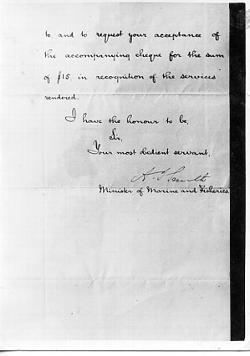 to, and to request your acceptance of
the accompanying cheque for the sum
of $15, in recognition of the services
rendered.
I have the honour to be,
Sir,
Your most obedient servant,
Minister of Marine and Fisheries